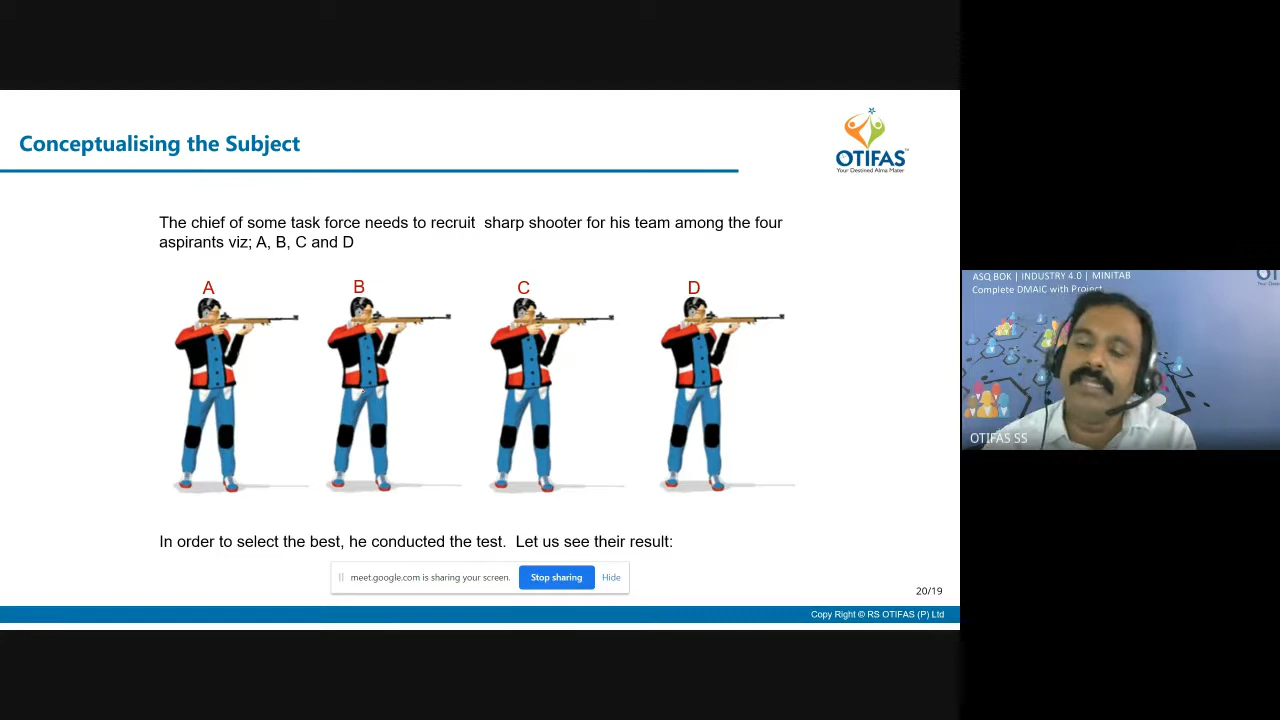 Conceptualising the Subject
OTIFAS
Your Destined Alma Mater
The chief of some task force needs to recruit  sharp shooter for his team among the four
aspirants viz; A, B, C and D
A
B
C
D
In order to select the best, he conducted the test.  Let us see their result:
meet.google.com is sharing your screen.
Stop sharing
Hide
20/19
Copy Right © RS OTIFAS (P) Ltd
ASQ BOK | INDUSTRY 4.0 | MINITAB
Complete DMAIC with Project
OTIFAS SS